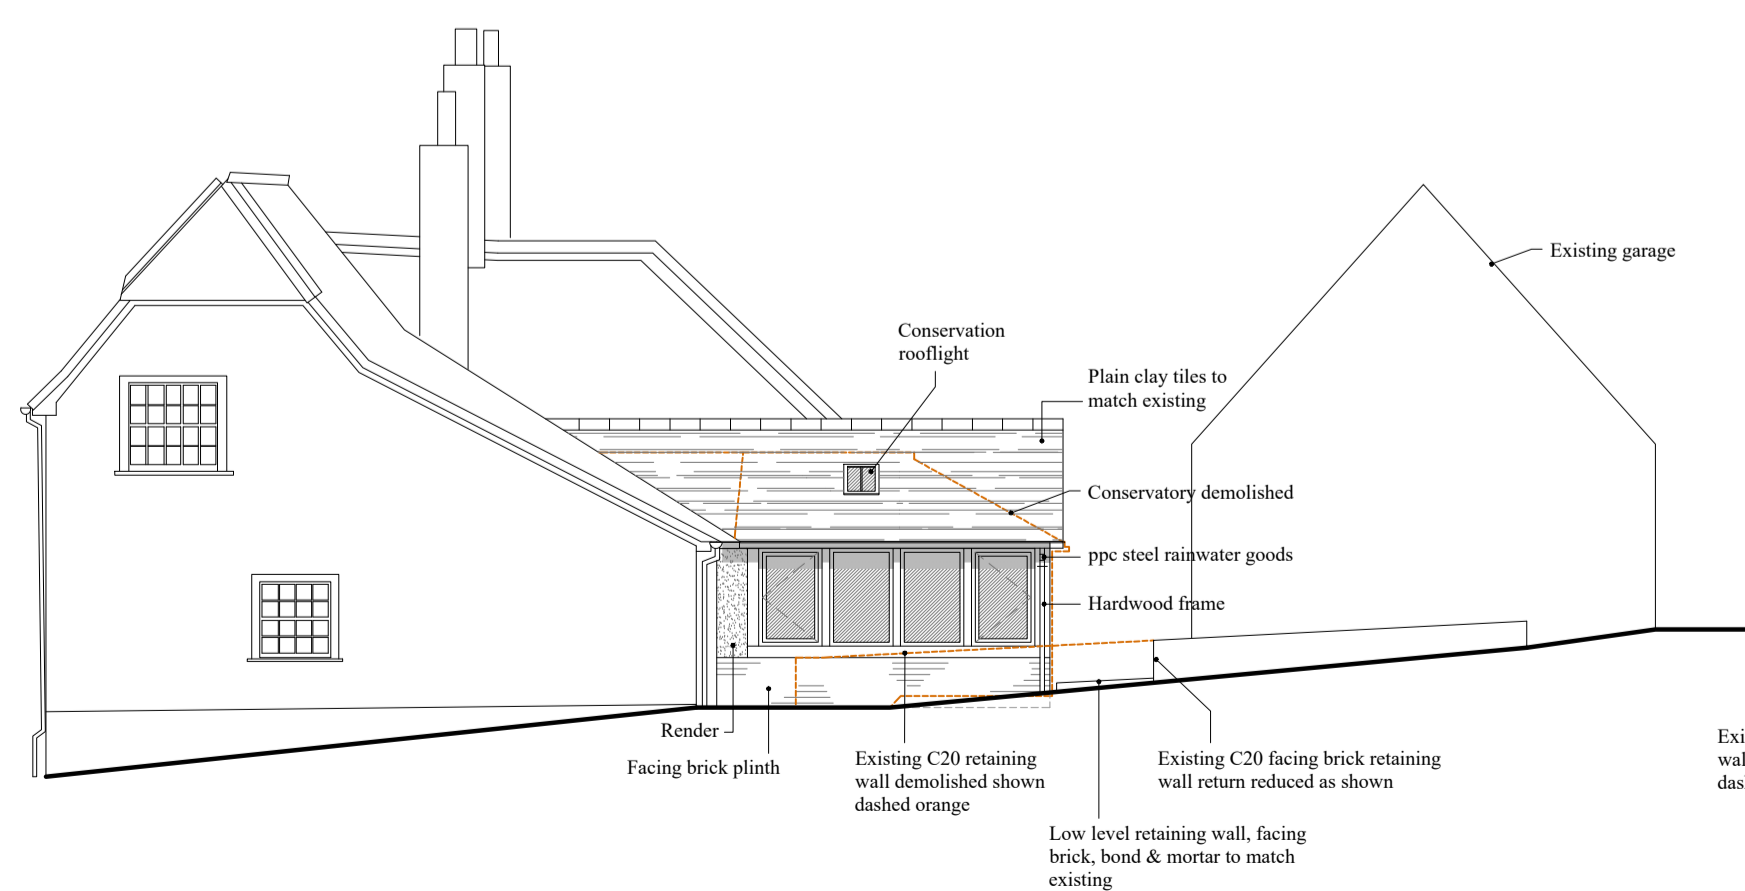 Existing garage
Conservation
rooflight
Plain clay tiles to
match existing
Conservatory demolished
ppc steel rainwater goods
Hardwood frame
Render
Facing brick plinth
Existing C20 retaining
wall demolished shown
dashed orange
Existing C20 facing brick retaining
wall return reduced as shown
Low level retaining wall, facing
brick, bond & mortar to match
existing